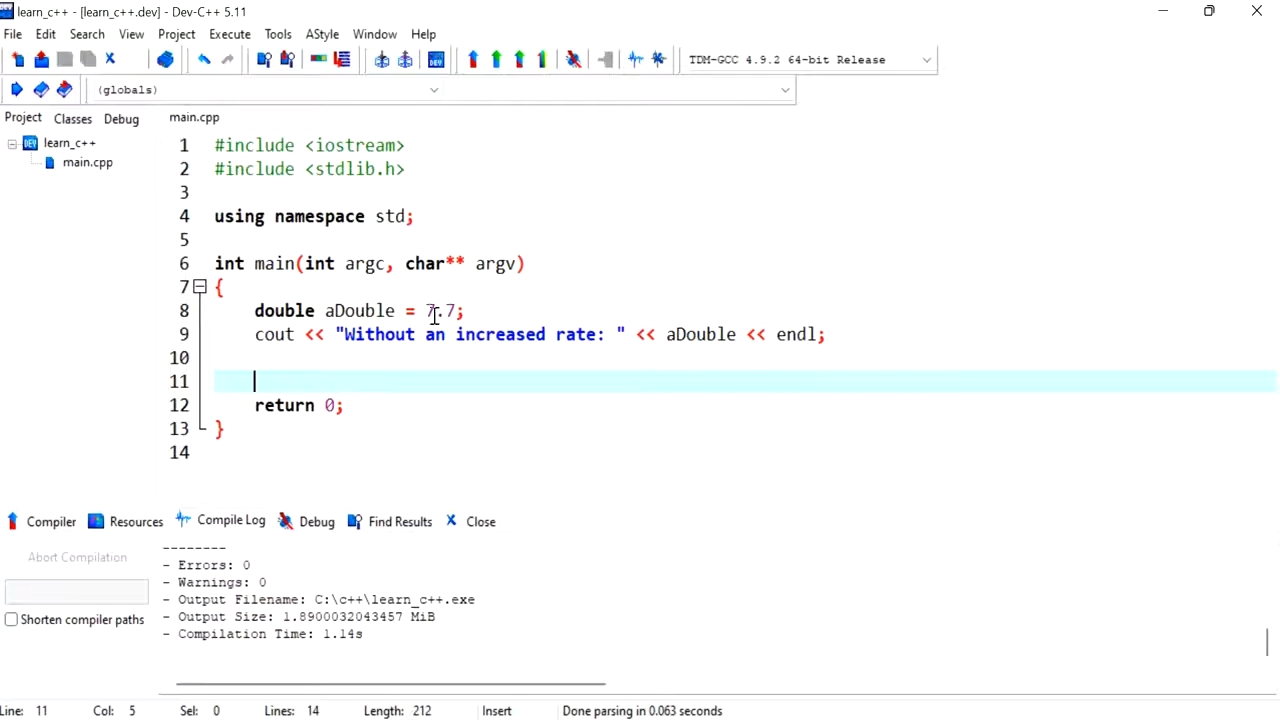 learn_c++ - [learn_c++.dev] - Dev-C++ 5.11
File Edit Search View Project Execute Tools AStyle Window Help
TDM-GCC 4.9.2 64-bit Release
(globals)
Project Classes Debug
main.cpp
learn_c++
main.cpp
1 #include <iostream>
2 #include <stdlib.h>
3
4 using namespace std;
5
6 int main(int argc, char** argv)
7 {
8 double aDouble = 7.7;
9 cout << "Without an increased rate: " << aDouble << endl;
10
11
12 return 0;
13 }
14
Compiler Resources Compile Log Debug Find Results Close
Abort Compilation
Shorten compiler paths
--------
- Errors: 0
- Warnings: 0
- Output Filename: C:\c++\learn_c++.exe
- Output Size: 1.8900032043457 MiB
- Compilation Time: 1.14s
Line: 11 Col: 5 Sel: 0 Lines: 14 Length: 212 Insert Done parsing in 0.063 seconds